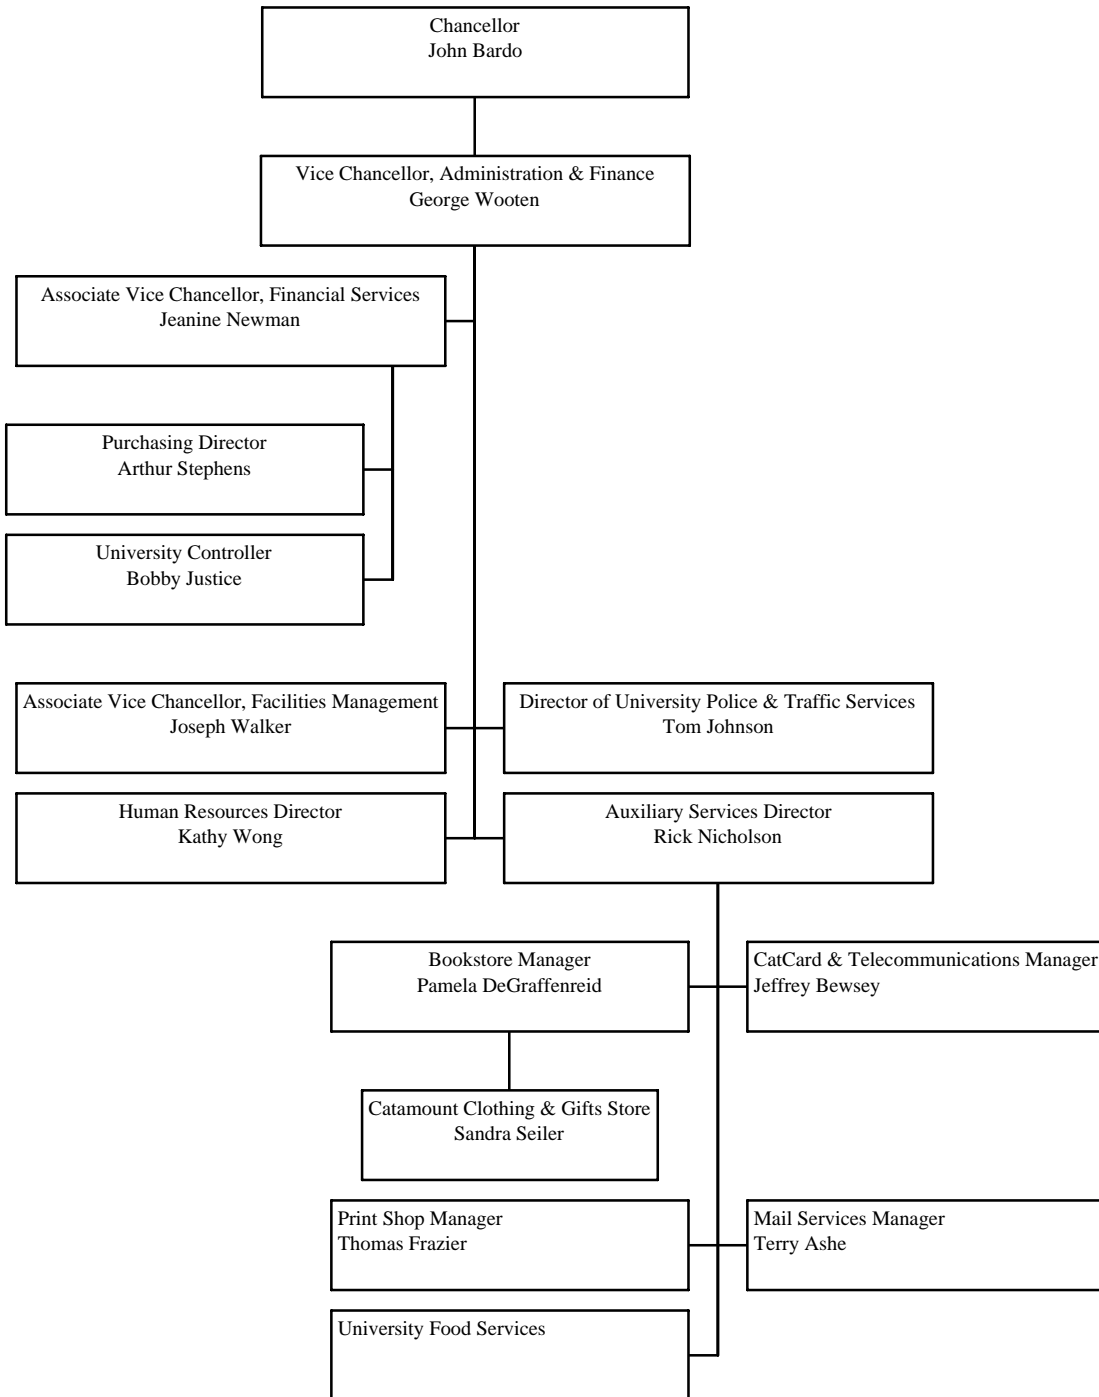 Chancellor
John Bardo
Vice Chancellor, Administration & Finance
George Wooten
Associate Vice Chancellor, Financial Services
Jeanine Newman
Purchasing Director
Arthur Stephens
University Controller
Bobby Justice
Associate Vice Chancellor, Facilities Management
Joseph Walker
Director of University Police & Traffic Services
Tom Johnson
Human Resources Director
Kathy Wong
Auxiliary Services Director
Rick Nicholson
Bookstore Manager
Pamela DeGraffenreid
CatCard & Telecommunications Manager
Jeffrey Bewsey
Catamount Clothing & Gifts Store
Sandra Seiler
Print Shop Manager
Thomas Frazier
Mail Services Manager
Terry Ashe
University Food Services